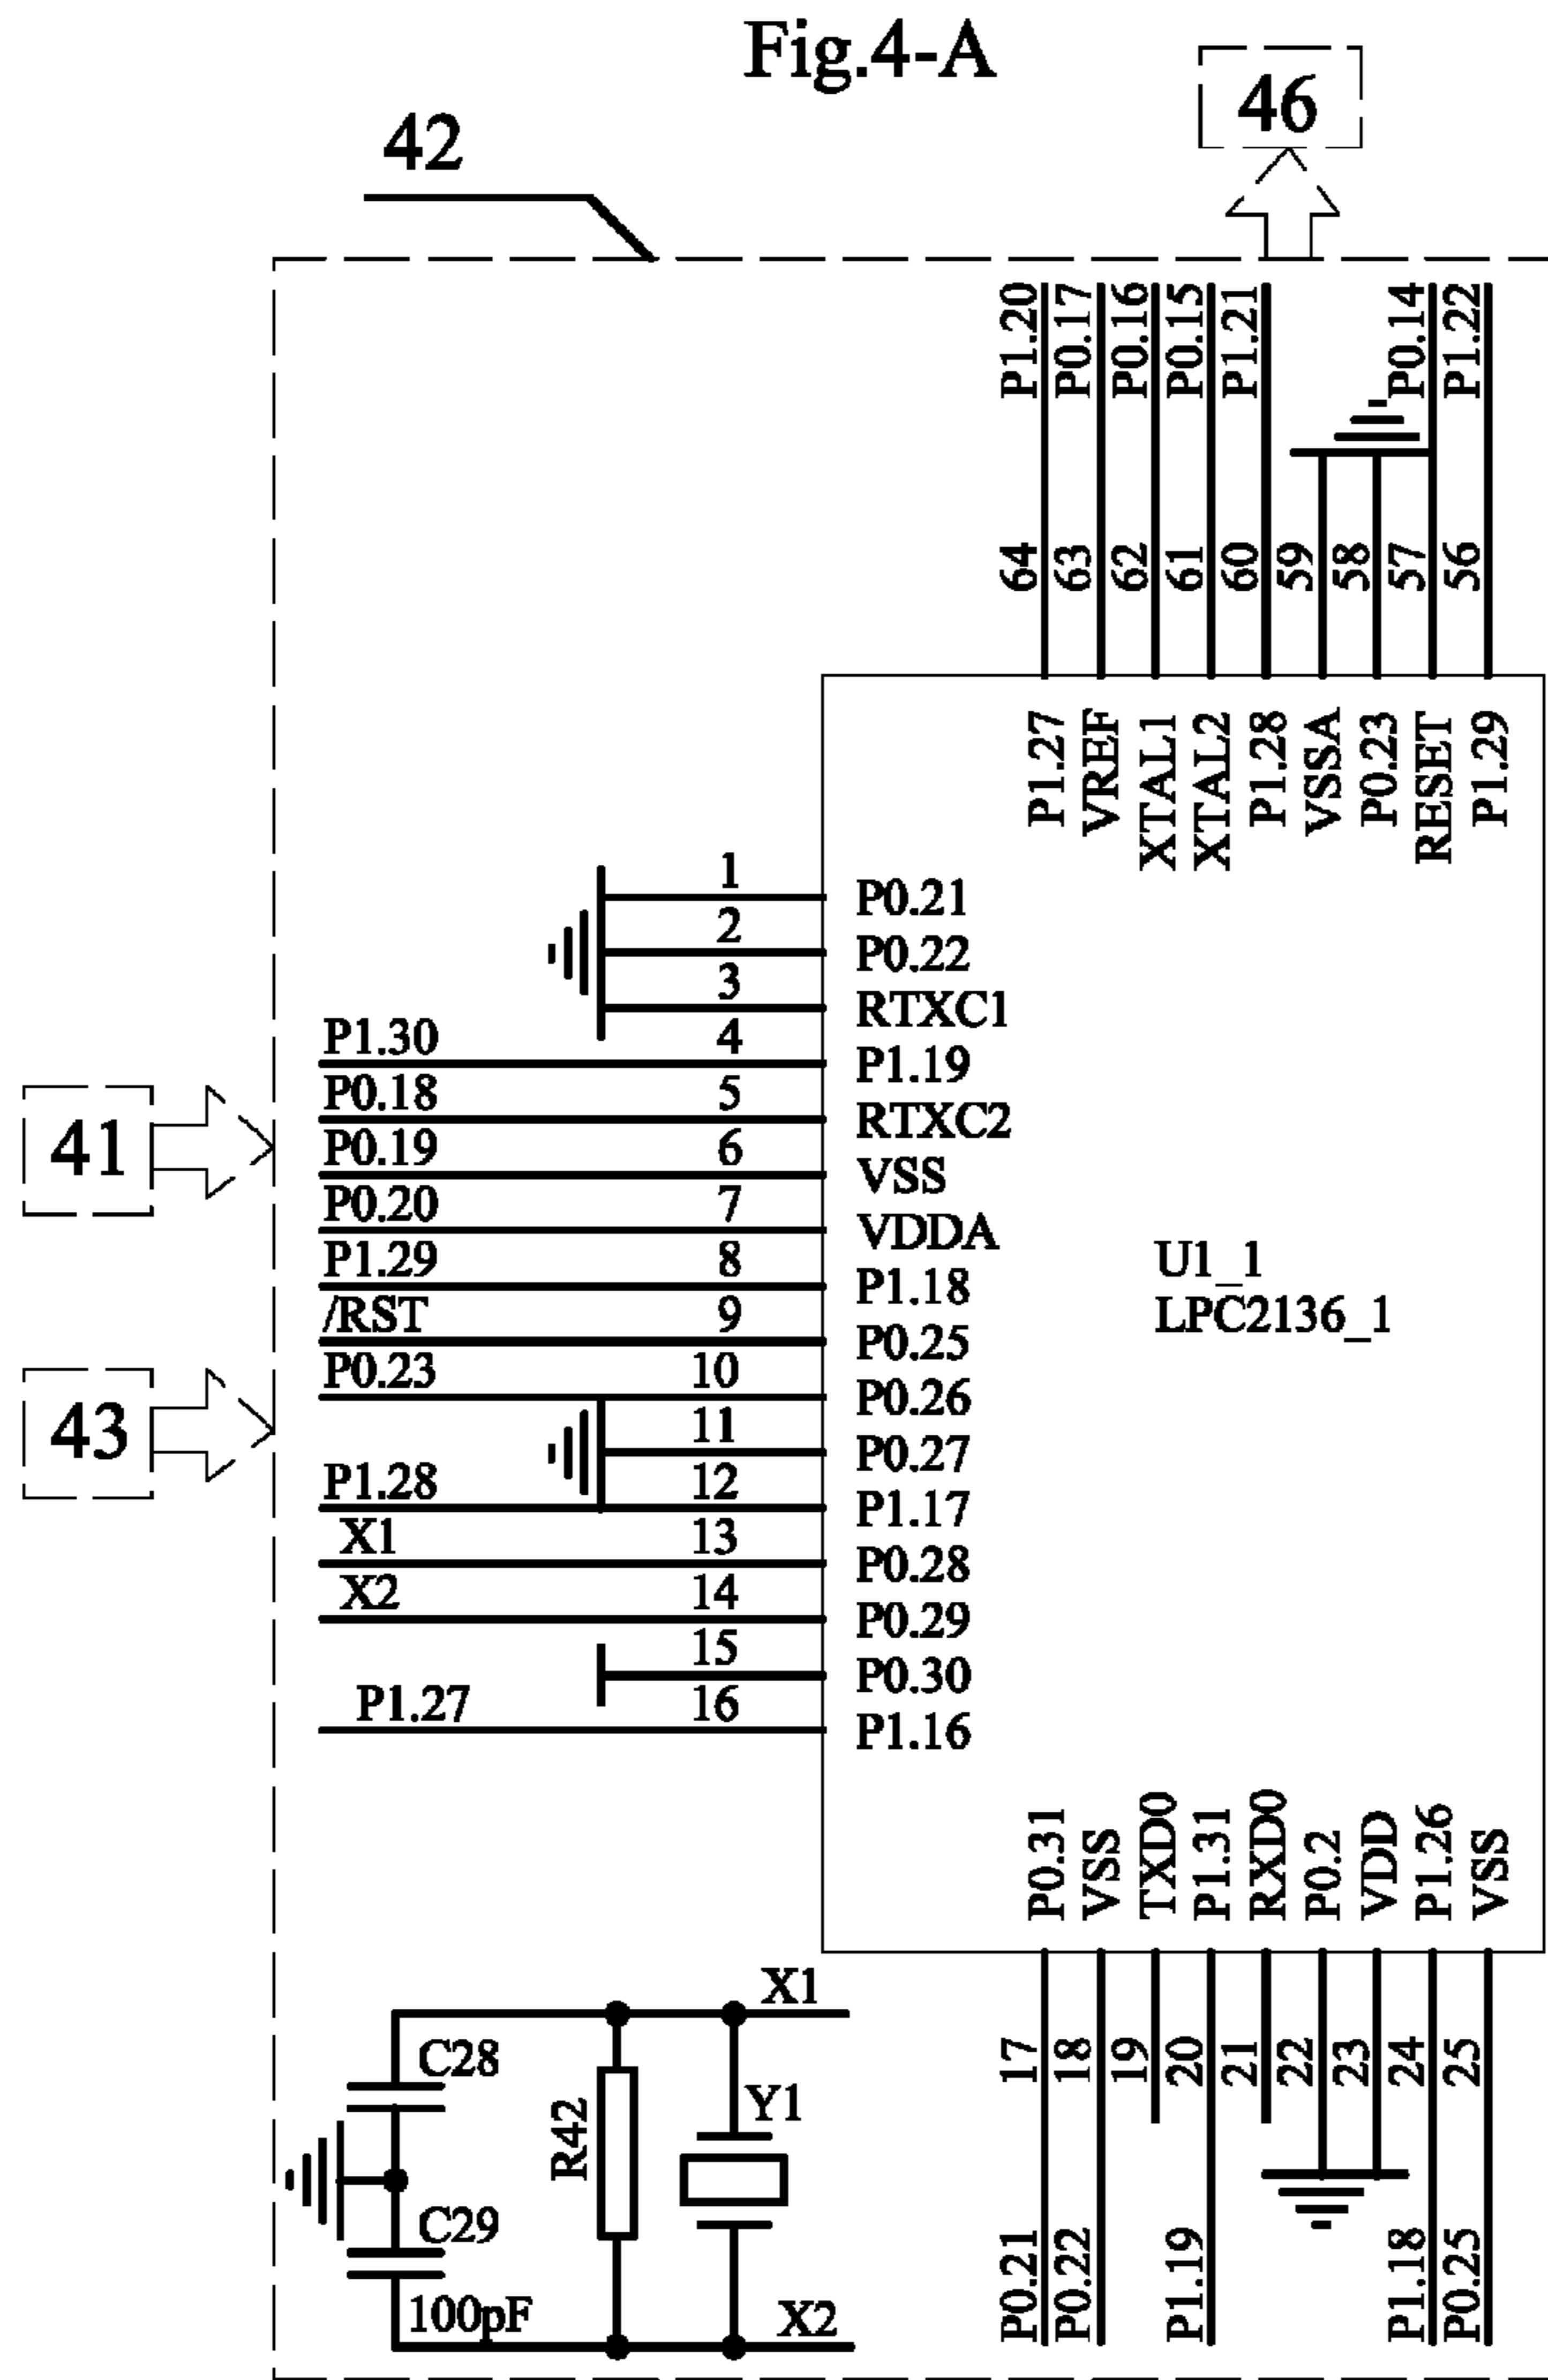 Fig.4-A
46
42
P1.20
P0.17
P0.16
P0.15
P1.21
P0.14
P1.22
64
63
62
61
60
59
58
57
56
P1.27
VREF
XTAL1
XTAL2
P1.28
VSSA
P0.23
RESET
P1.29
1 P0.21
2 P0.22
3 RTXC1
P1.30 4 P1.19
P0.18 5 RTXC2
41
P0.19 6 VSS
P0.20 7 VDDA
P1.29 8 P1.18
U1_1
LPC2136_1
/RST 9 P0.25
P0.23 10 P0.26
43
11 P0.27
P1.28 12 P1.17
X1 13 P0.28
X2 14 P0.29
15 P0.30
P1.27 16 P1.16
P0.31
VSS
TXD0
P1.31
RXD0
P0.2
VDD
P1.26
VSS
X1
C28
R42
Y1
C29
100pF
X2
17
18
19
20
21
22
23
24
25
P0.21
P0.22
P1.19
P1.18
P0.25